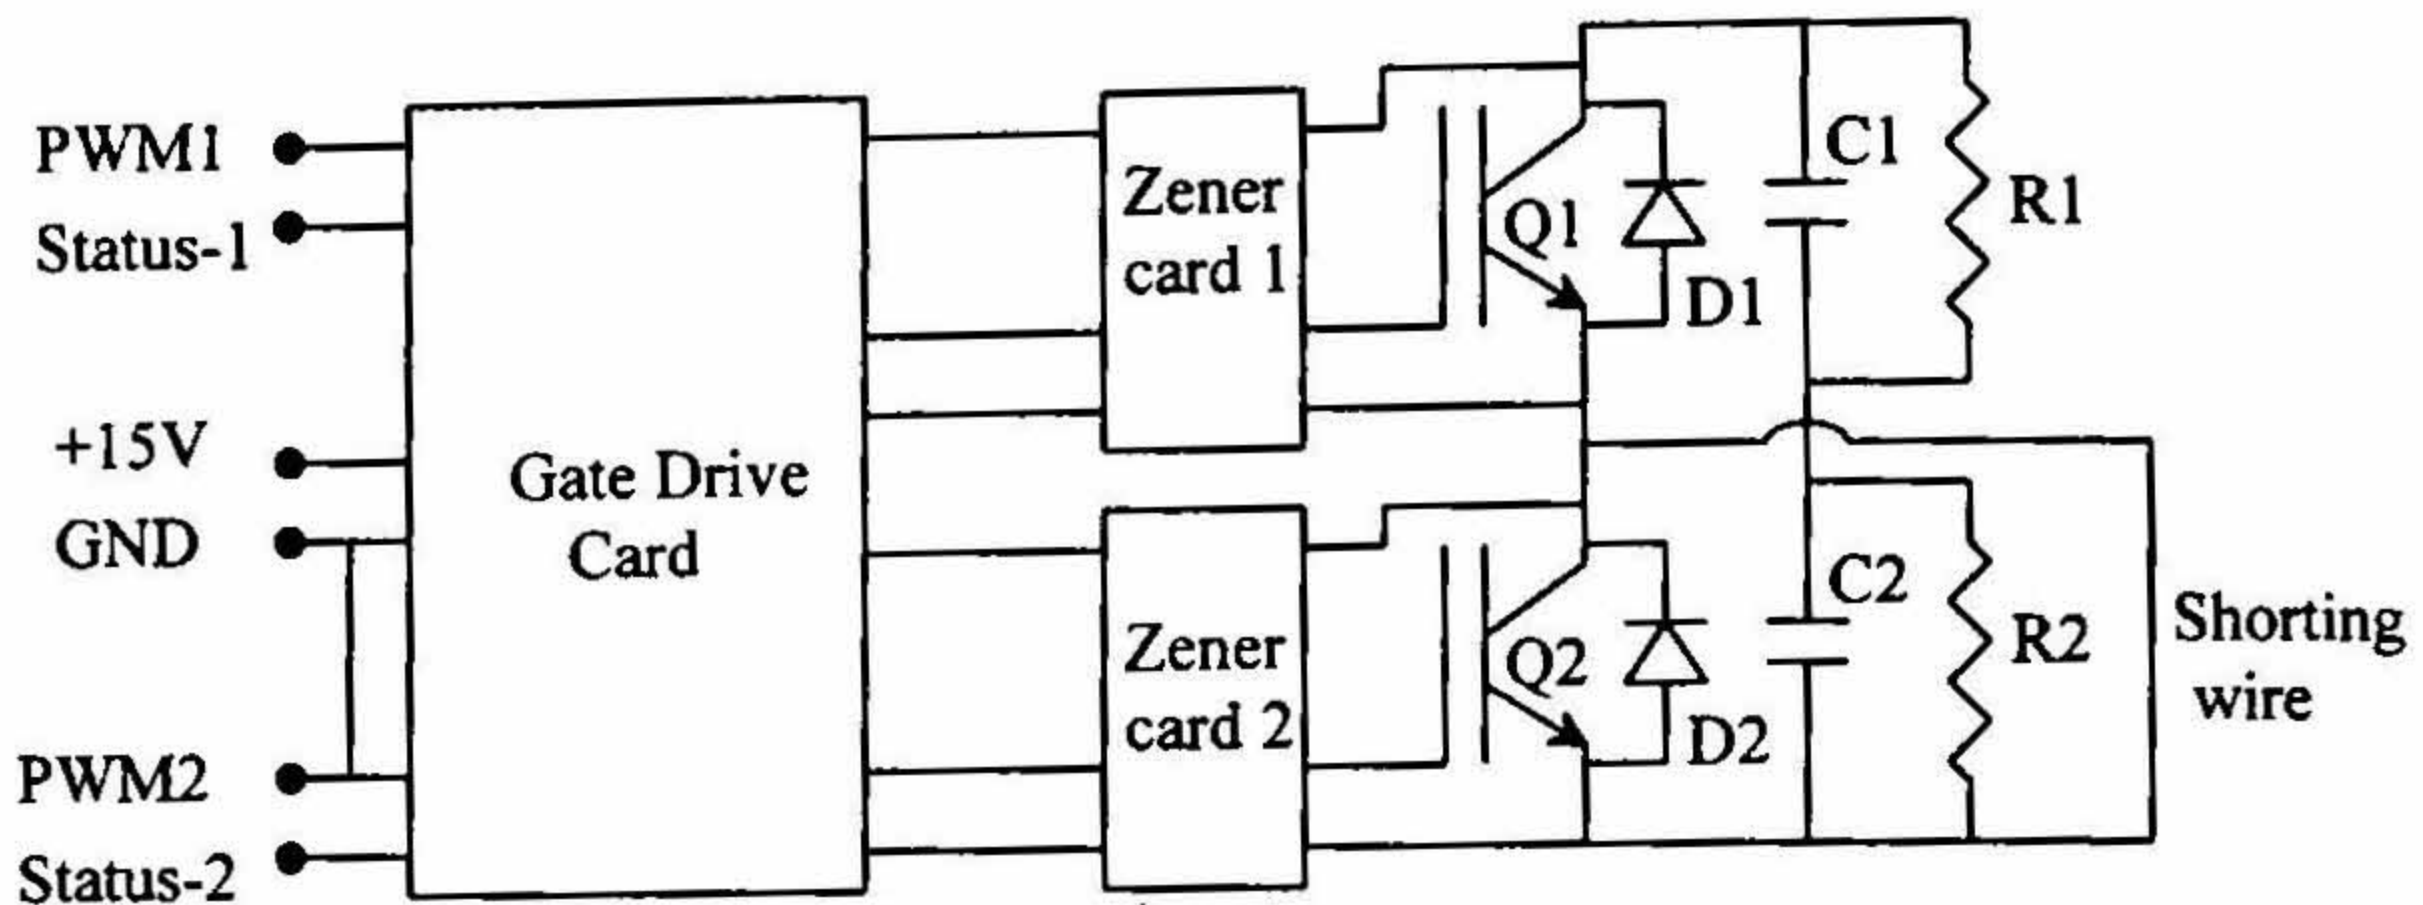 PWM1
Status-1
+15V
GND
PWM2
Status-2
Gate Drive
Card
Zener
card 1
Zener
card 2
Q1
D1
C1
R1
Q2
D2
C2
R2
Shorting
wire